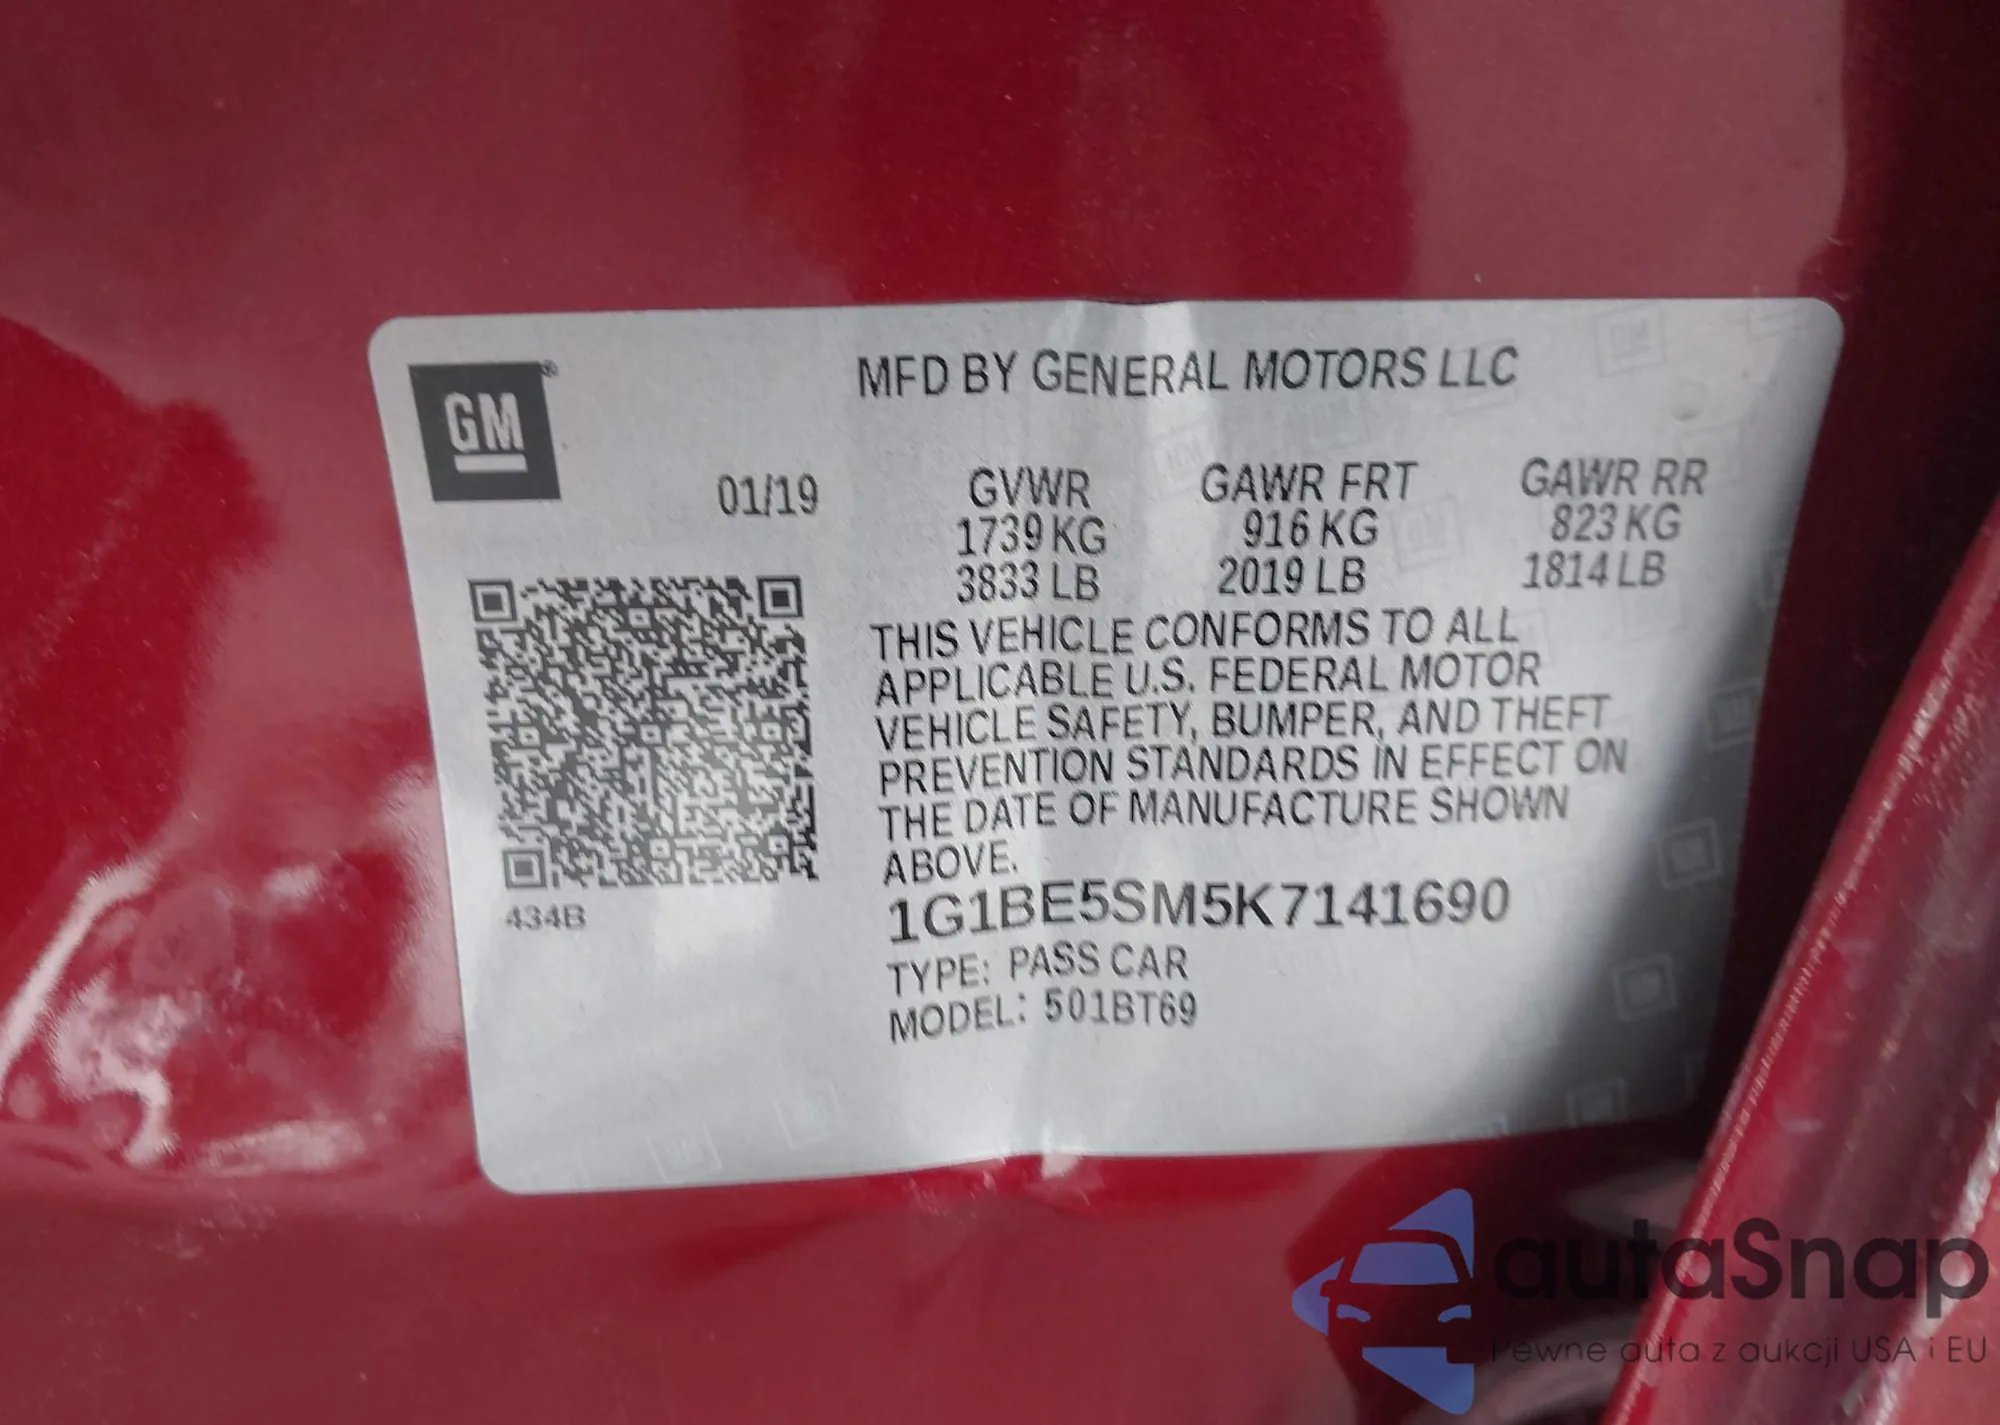 GM®
MFD BY GENERAL MOTORS LLC
01/19
GVWR GAWR FRT GAWR RR
1739 KG 916 KG 823 KG
3833 LB 2019 LB 1814 LB
THIS VEHICLE CONFORMS TO ALL
APPLICABLE U.S. FEDERAL MOTOR
VEHICLE SAFETY, BUMPER, AND THEFT
PREVENTION STANDARDS IN EFFECT ON
THE DATE OF MANUFACTURE SHOWN
ABOVE.
434B
1G1BE5SM5K7141690
TYPE: PASS CAR
MODEL: 501BT69
autaSnap
Pewne auta z aukcji USA i EU